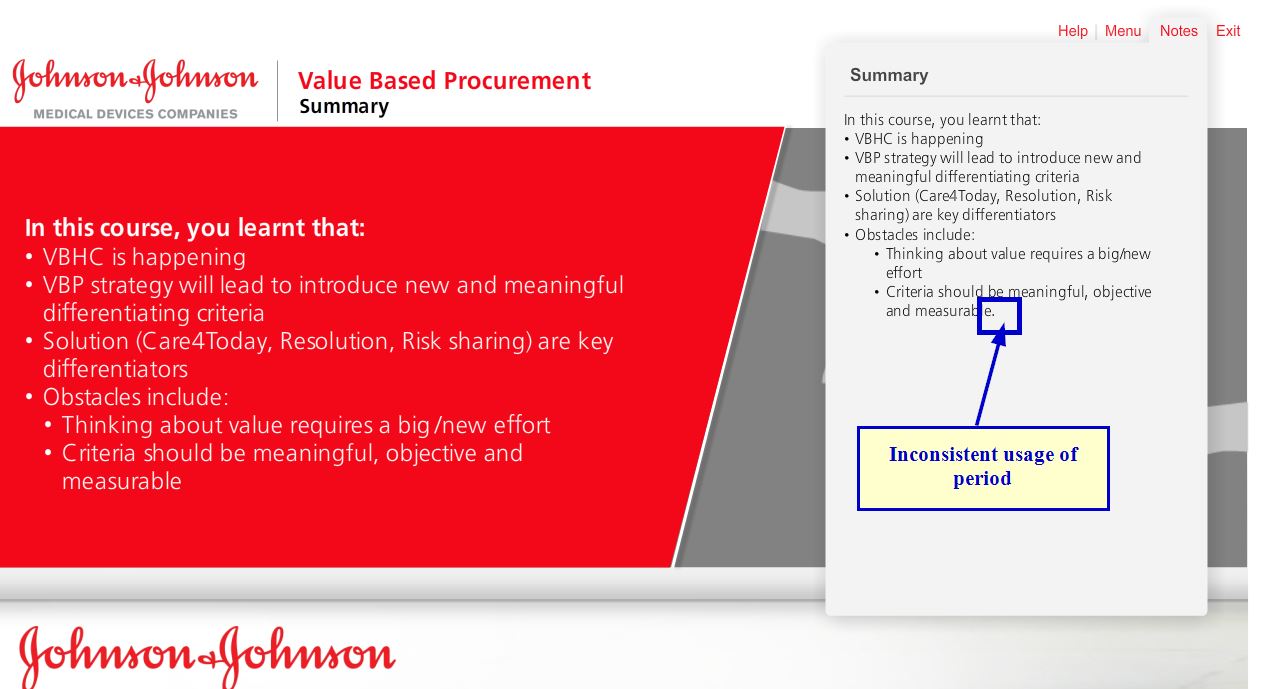 Help | Menu Notes Exit
Johnson & Johnson
MEDICAL DEVICES COMPANIES
Value Based Procurement
Summary
In this course, you learnt that:
• VBHC is happening
• VBP strategy will lead to introduce new and meaningful
differentiating criteria
• Solution (Care4Today, Resolution, Risk sharing) are key
differentiators
• Obstacles include:
• Thinking about value requires a big/new effort
• Criteria should be meaningful, objective and
measurable
Summary
In this course, you learnt that:
• VBHC is happening
• VBP strategy will lead to introduce new and
meaningful differentiating criteria
• Solution (Care4Today, Resolution, Risk
sharing) are key differentiators
• Obstacles include:
• Thinking about value requires a big/new
effort
• Criteria should be meaningful, objective
and measurable.
Inconsistent usage of
period
Johnson & Johnson